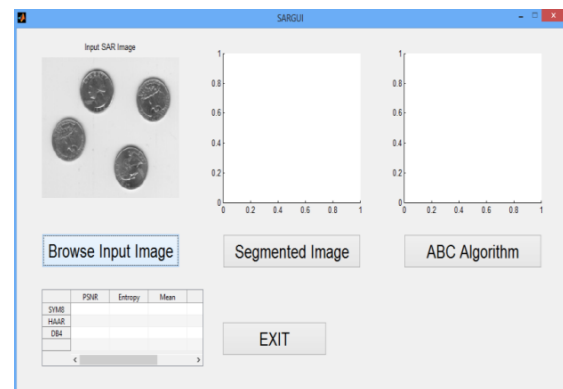 SARGUI
Input SAR Image
1
0.8
0.6
0.4
0.2
0
0 0.2 0.4 0.6 0.8 1
1
0.8
0.6
0.4
0.2
0
0 0.2 0.4 0.6 0.8 1
Browse Input Image
Segmented Image
ABC Algorithm
PSNR Entropy Mean
SYM8
HAAR
DB4
EXIT